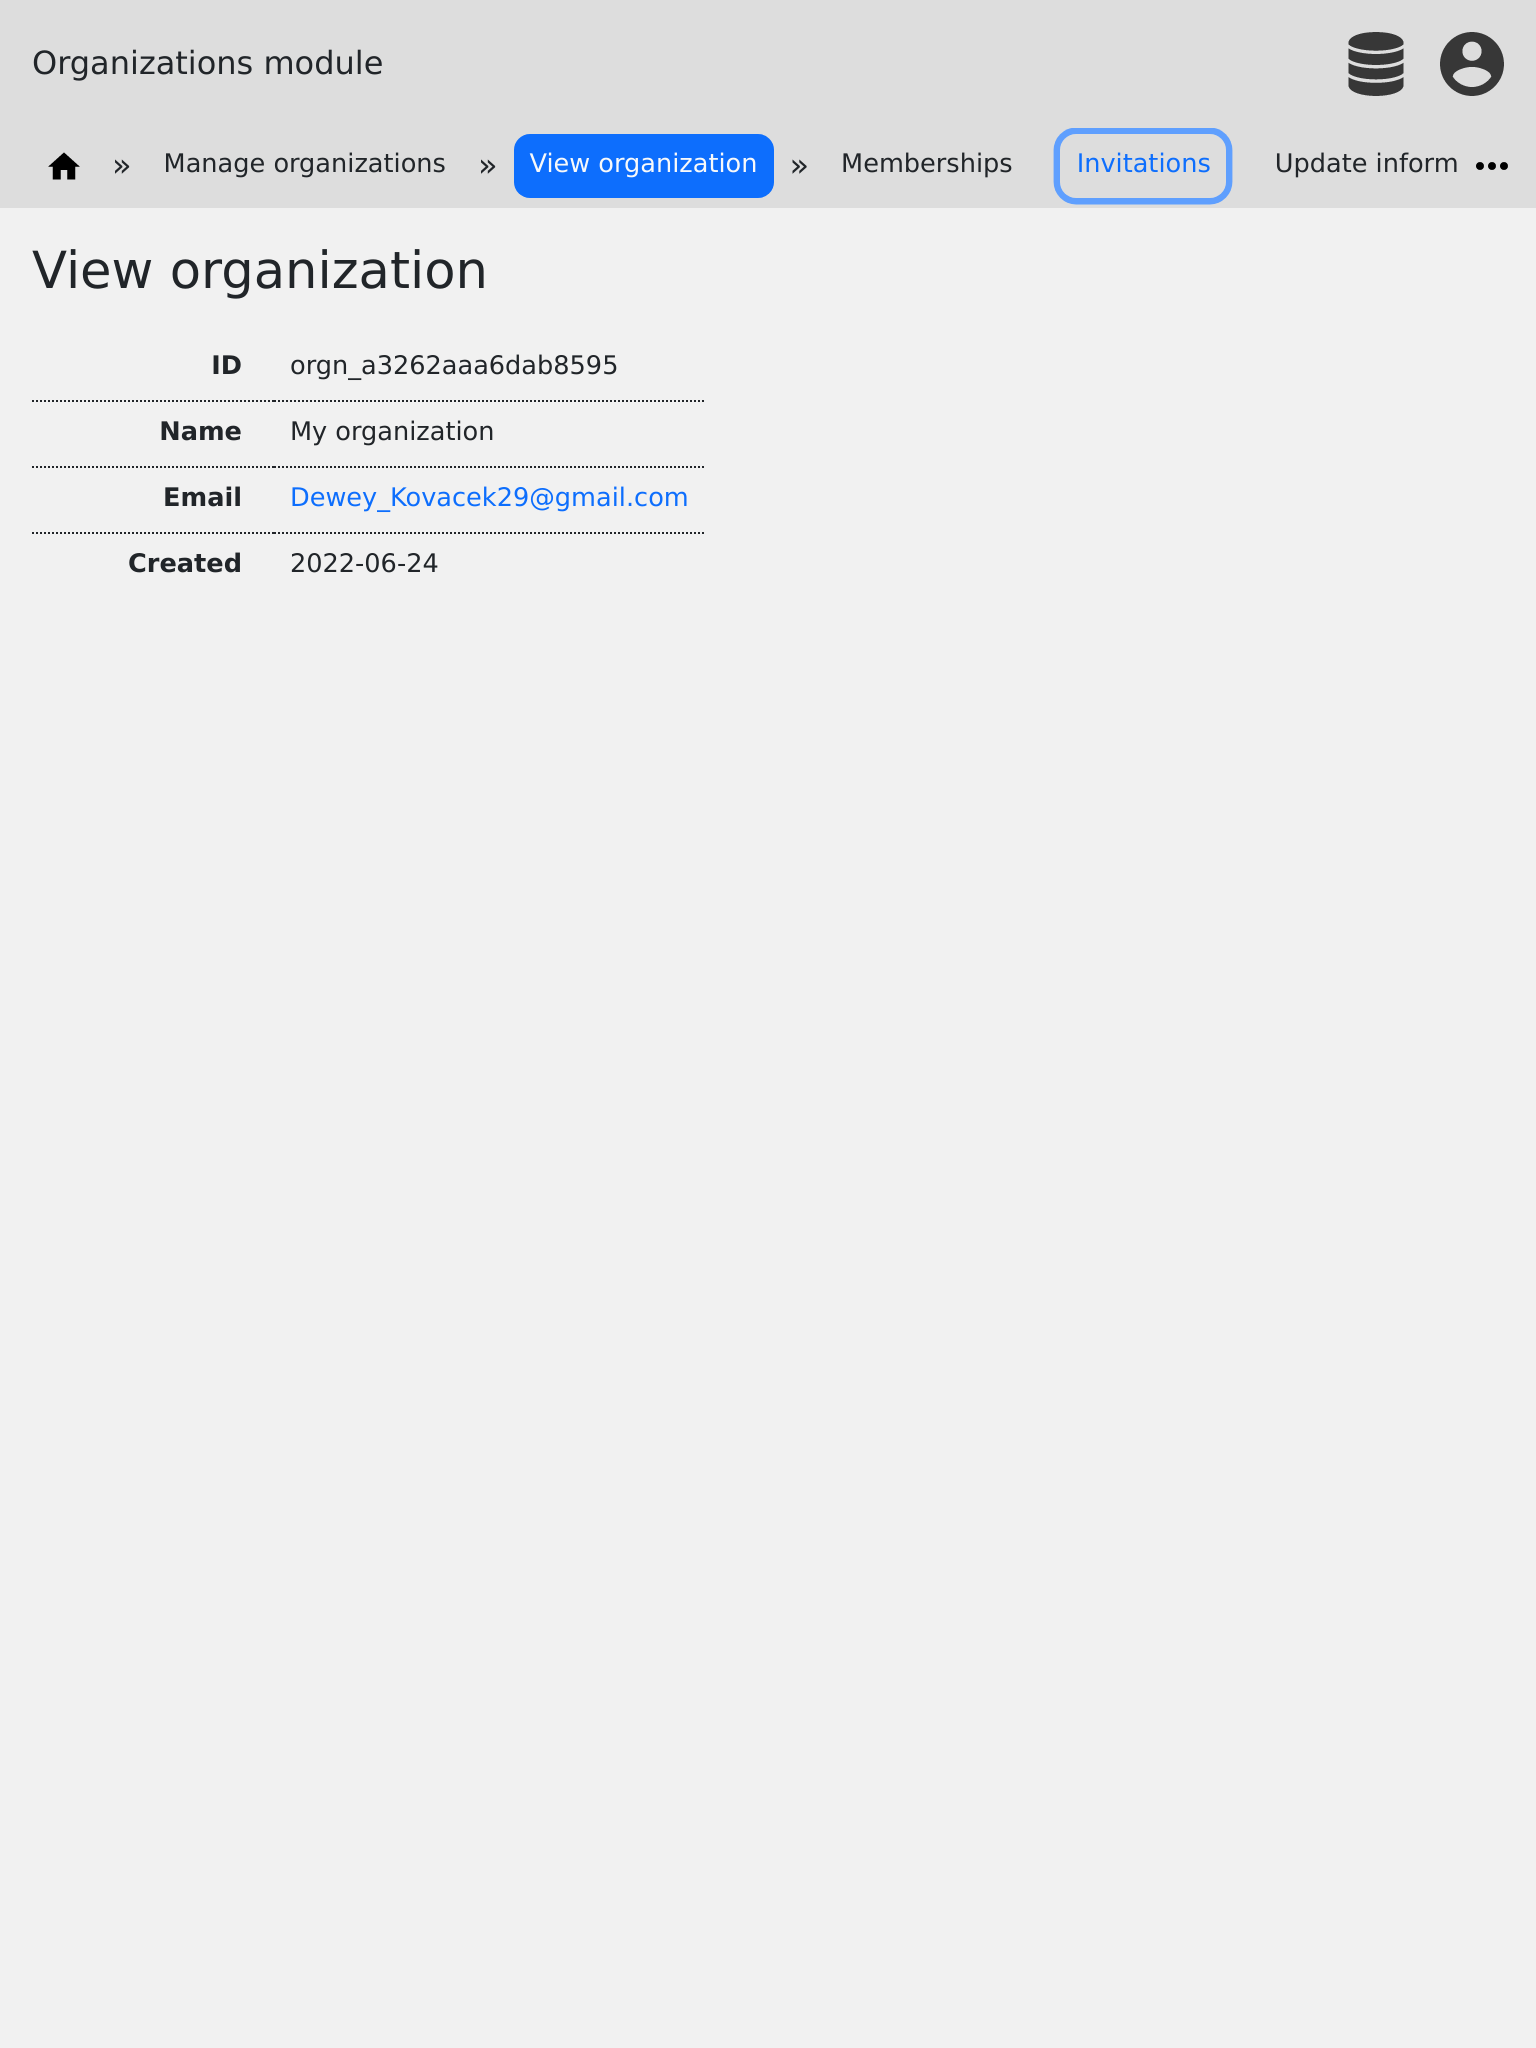 Organizations module
» Manage organizations » View organization » Memberships Invitations Update inform •••
View organization
ID orgn_a3262aaa6dab8595
Name My organization
Email Dewey_Kovacek29@gmail.com
Created 2022-06-24